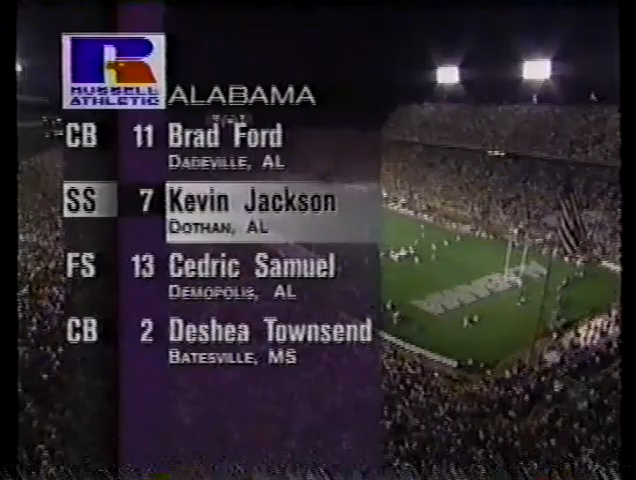 RUSSELL
ATHLETIC
ALABAMA
CB 11 Brad Ford
DADEVILLE, AL
SS 7 Kevin Jackson
DOTHAN, AL
FS 13 Cedric Samuel
DEMOPOLIS, AL
CB 2 Deshea Townsend
BATESVILLE, MS